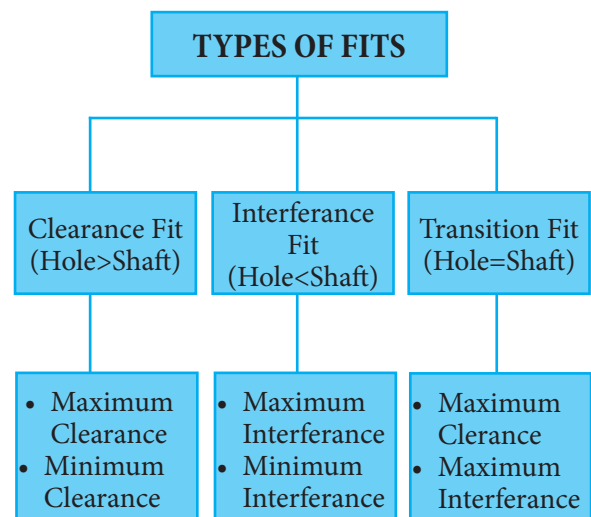 TYPES OF FITS
Clearance Fit
(Hole>Shaft)
Interferance
Fit
(Hole<Shaft)
Transition Fit
(Hole=Shaft)
• Maximum
Clearance
• Minimum
Clearance
• Maximum
Interferance
• Minimum
Interferance
• Maximum
Clerance
• Maximum
Interferance